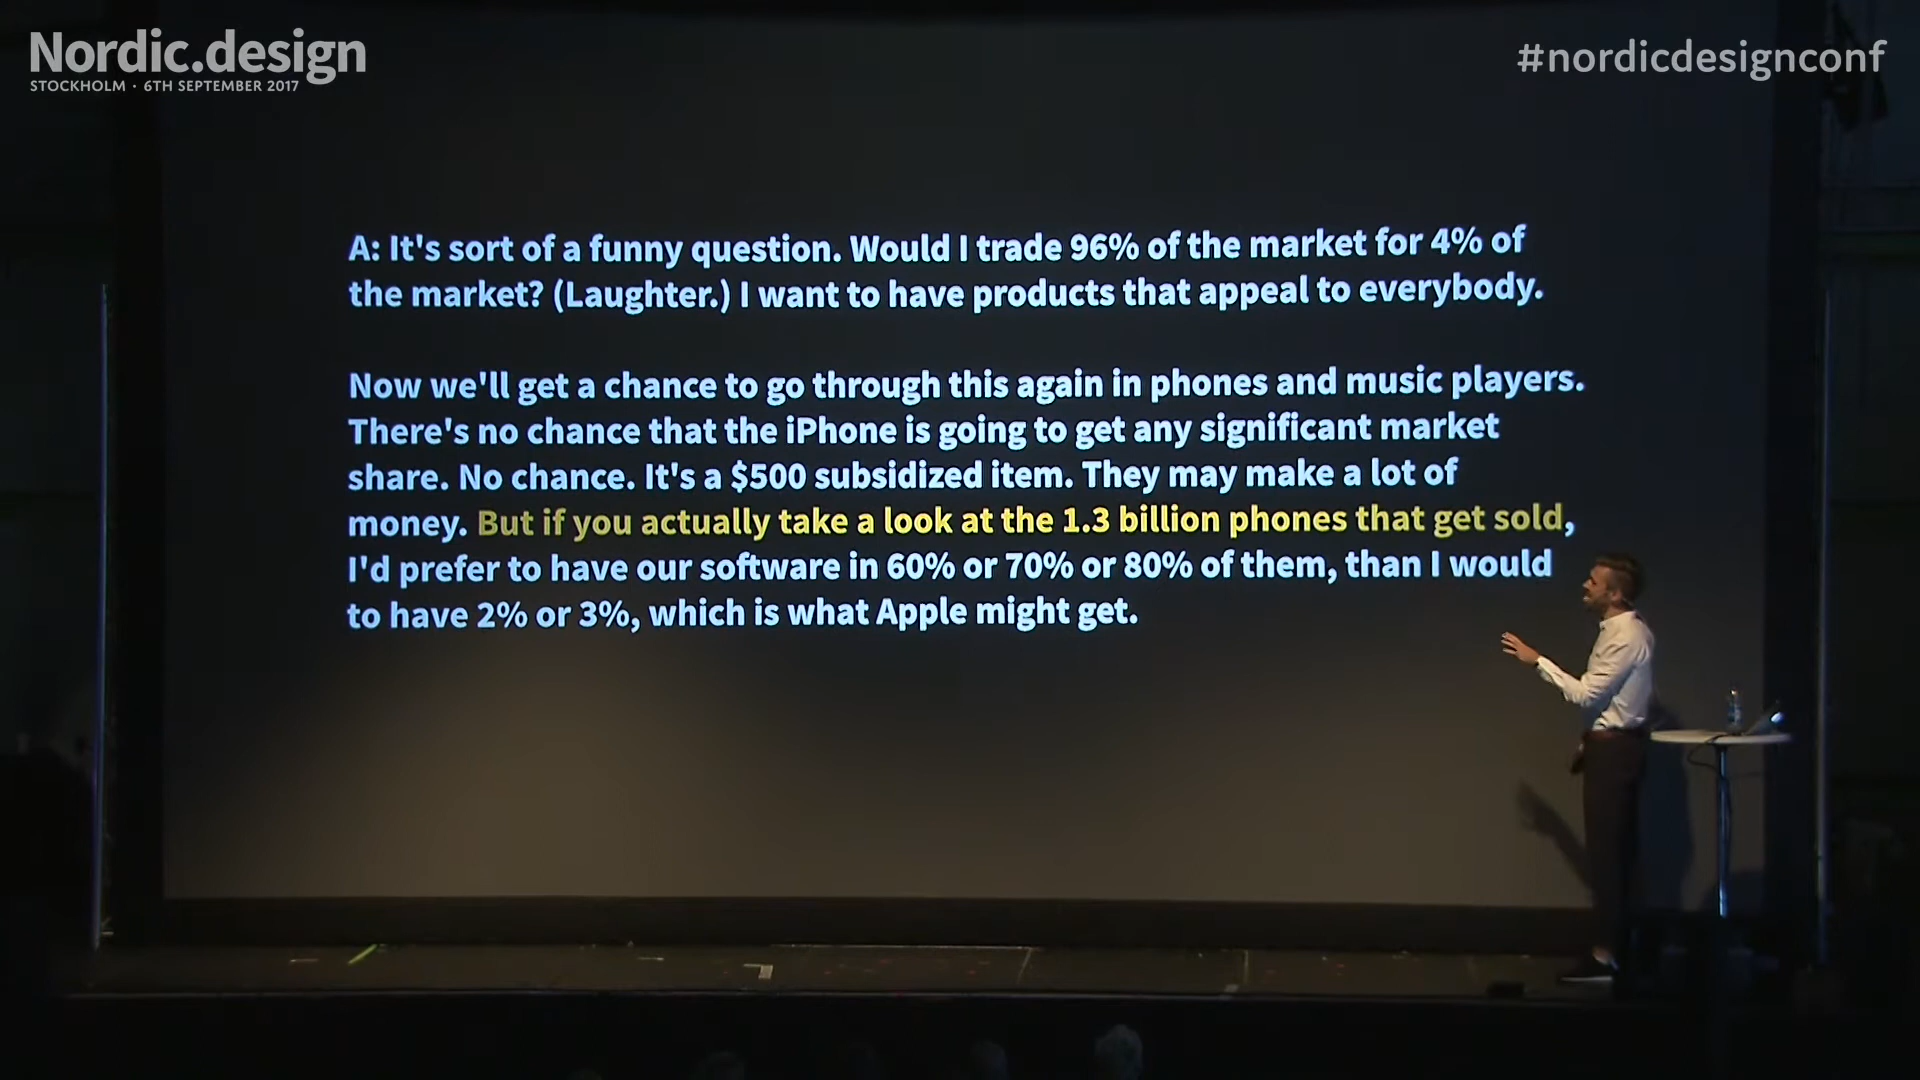 Nordic.design
STOCKHOLM · 6TH SEPTEMBER 2017
#nordicdesignconf
A: It's sort of a funny question. Would I trade 96% of the market for 4% of
the market? (Laughter.) I want to have products that appeal to everybody.
Now we'll get a chance to go through this again in phones and music players.
There's no chance that the iPhone is going to get any significant market
share. No chance. It's a $500 subsidized item. They may make a lot of
money. But if you actually take a look at the 1.3 billion phones that get sold,
I'd prefer to have our software in 60% or 70% or 80% of them, than I would
to have 2% or 3%, which is what Apple might get.